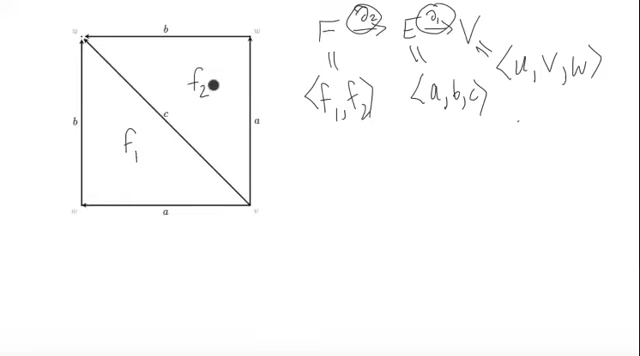 u b w
f₂
b c a
f₁
w a v
F ∂₂ E ∂₁ V
= = = ⟨u, v, w⟩
⟨f₁, f₂⟩ ⟨a, b, c⟩